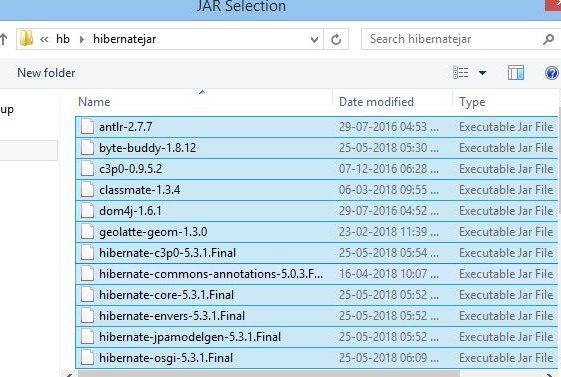 JAR Selection
« hb › hibernatejar
Search hibernatejar
New folder
up
Name Date modified Type
antlr-2.7.7 29-07-2016 04:53 ... Executable Jar File
byte-buddy-1.8.12 25-05-2018 05:30 ... Executable Jar File
c3p0-0.9.5.2 07-12-2016 06:28 ... Executable Jar File
classmate-1.3.4 06-03-2018 09:55 ... Executable Jar File
dom4j-1.6.1 29-07-2016 04:52 ... Executable Jar File
geolatte-geom-1.3.0 23-02-2018 11:39 ... Executable Jar File
hibernate-c3p0-5.3.1.Final 25-05-2018 05:54 ... Executable Jar File
hibernate-commons-annotations-5.0.3.F... 16-04-2018 10:07 ... Executable Jar File
hibernate-core-5.3.1.Final 25-05-2018 05:52 ... Executable Jar File
hibernate-envers-5.3.1.Final 25-05-2018 05:52 ... Executable Jar File
hibernate-jpamodelgen-5.3.1.Final 25-05-2018 05:52 ... Executable Jar File
hibernate-osgi-5.3.1.Final 25-05-2018 06:09 ... Executable Jar File